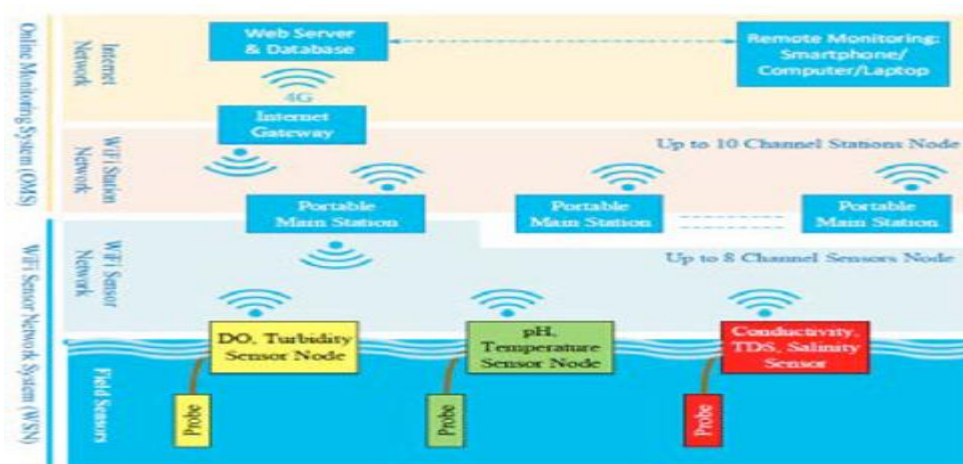 Online Monitoring System (OMS)
Internet
Network
Web Server
& Database
Remote Monitoring:
Smartphone/
Computer/Laptop
4G
Internet
Gateway
WiFi Station
Network
Up to 10 Channel Stations Node
Portable
Main Station
Portable
Main Station
Portable
Main Station
WiFi Sensor Network System (WSN)
WiFi Sensor
Network
Up to 8 Channel Sensors Node
DO, Turbidity
Sensor Node
pH,
Temperature
Sensor Node
Conductivity,
TDS, Salinity
Sensor
Field Sensors
Probe
Probe
Probe